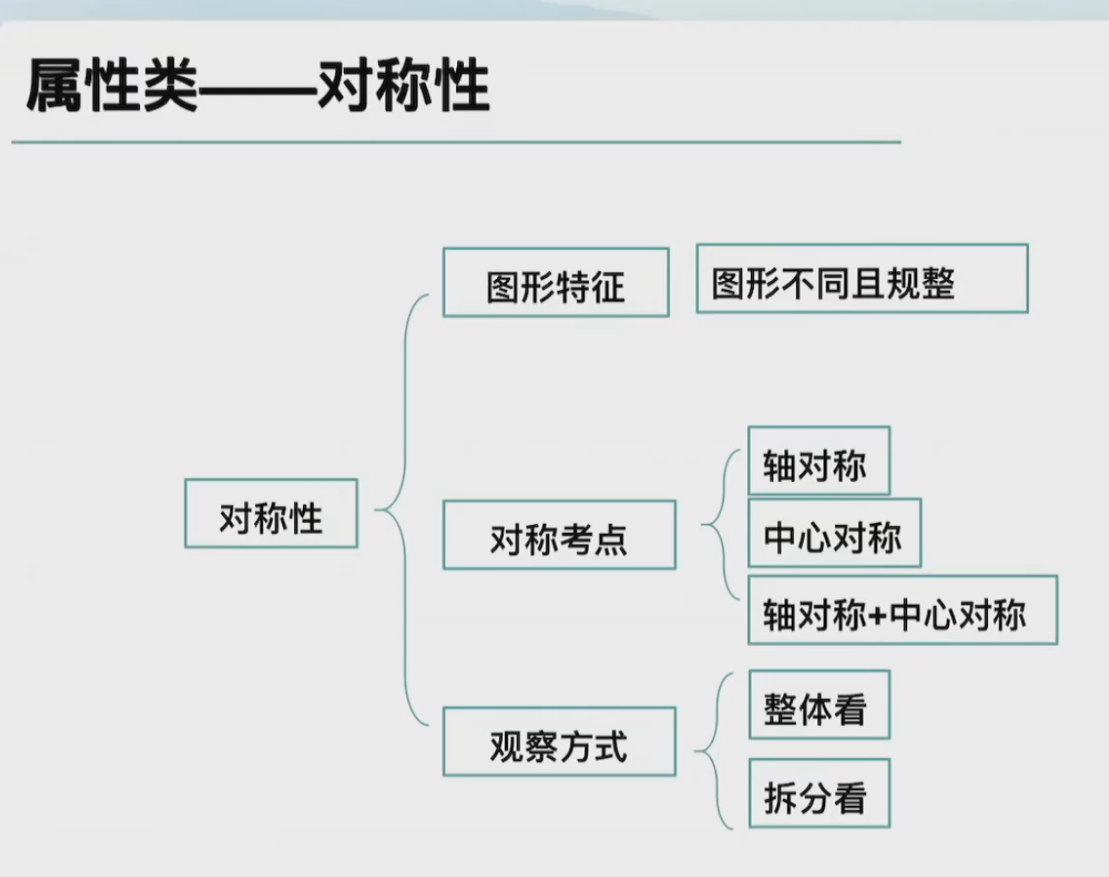 属性类——对称性
图形特征
图形不同且规整
轴对称
对称性
对称考点
中心对称
轴对称+中心对称
观察方式
整体看
拆分看